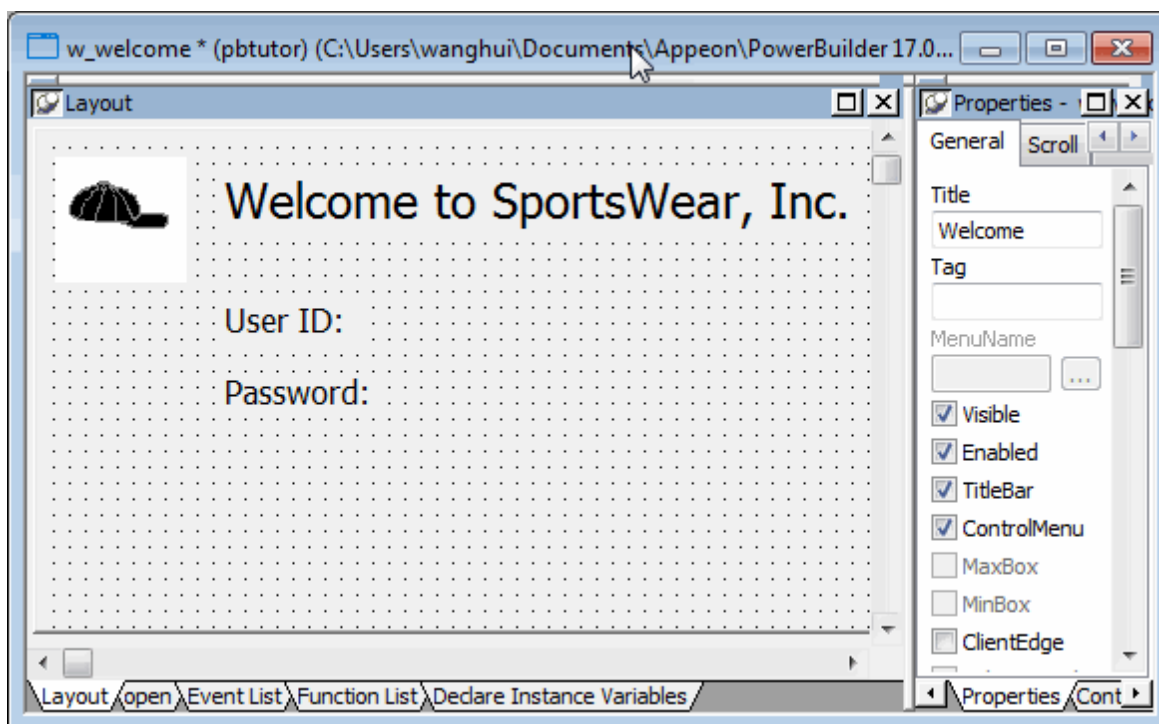 w_welcome * (pbtutor) (C:\Users\wanghui\Documents\Appeon\PowerBuilder 17.0...
Layout
Welcome to SportsWear, Inc.
User ID:
Password:
Layout open Event List Function List Declare Instance Variables
Properties -
General Scroll
Title
Welcome
Tag
MenuName
...
Visible
Enabled
TitleBar
ControlMenu
MaxBox
MinBox
ClientEdge
Properties Cont